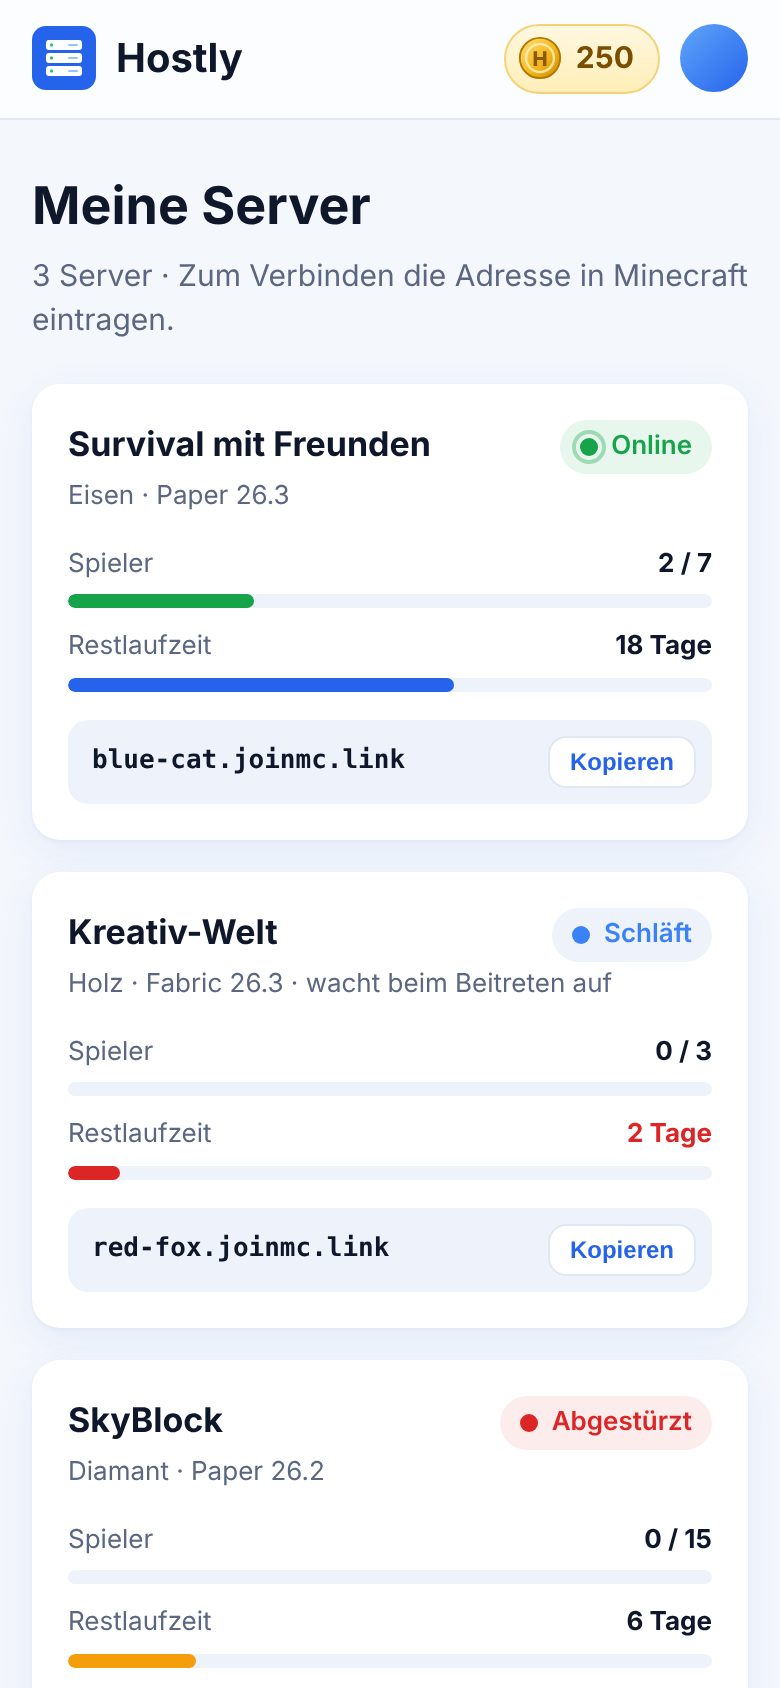 Hostly
H 250
Meine Server
3 Server · Zum Verbinden die Adresse in Minecraft
eintragen.
Survival mit Freunden
Online
Eisen · Paper 26.3
Spieler 2 / 7
Restlaufzeit 18 Tage
blue-cat.joinmc.link Kopieren
Kreativ-Welt
Schläft
Holz · Fabric 26.3 · wacht beim Beitreten auf
Spieler 0 / 3
Restlaufzeit 2 Tage
red-fox.joinmc.link Kopieren
SkyBlock
Abgestürzt
Diamant · Paper 26.2
Spieler 0 / 15
Restlaufzeit 6 Tage